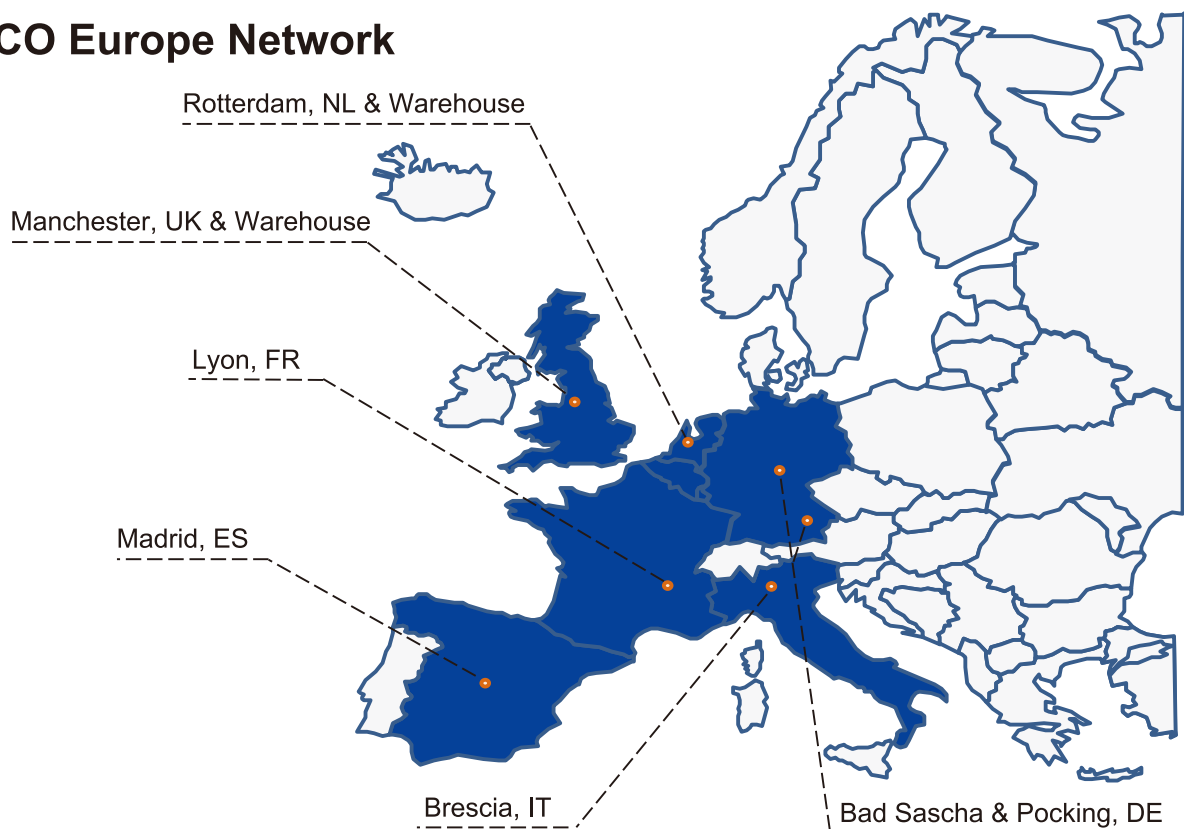 CO Europe Network
Rotterdam, NL & Warehouse
Manchester, UK & Warehouse
Lyon, FR
Madrid, ES
Brescia, IT
Bad Sascha & Pocking, DE